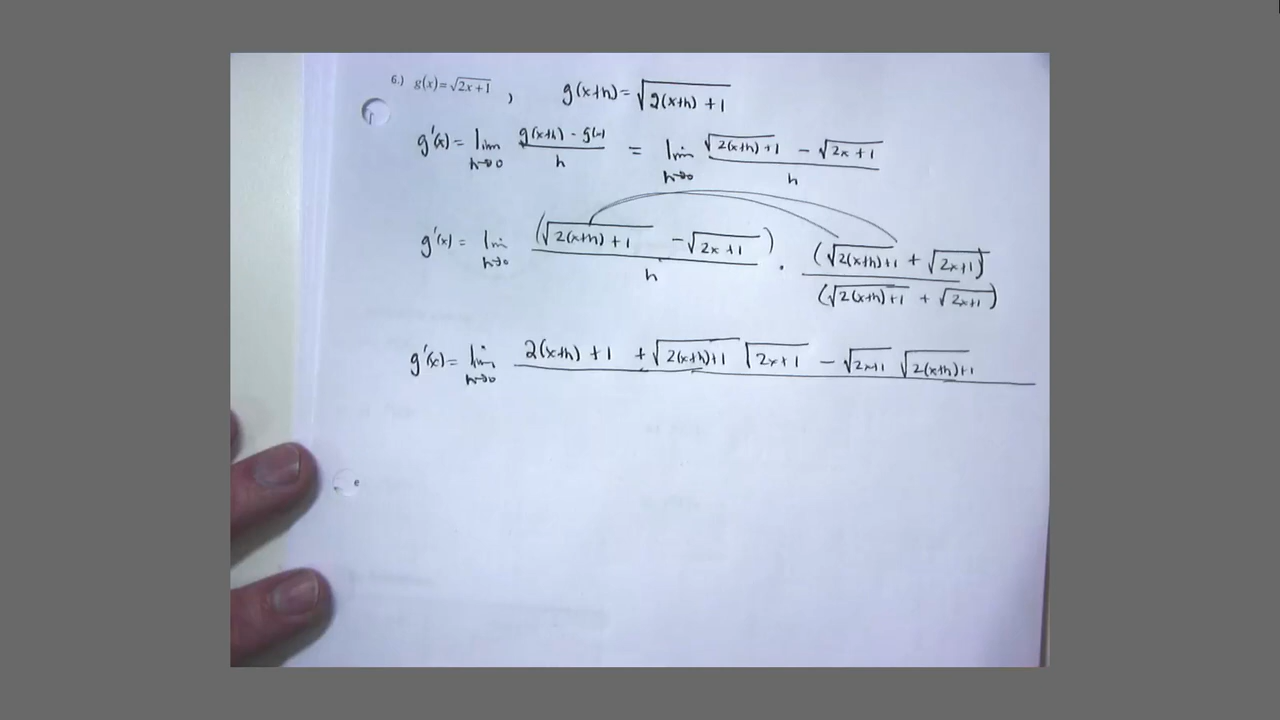 6.) g(x)=√2x+1 , g(x+h)=√2(x+h)+1
g'(x) = lim h→0 g(x+h) - g(x) / h = lim h→0 √2(x+h)+1 - √2x+1 / h
g'(x) = lim h→0 (√2(x+h)+1 - √2x+1) / h · (√2(x+h)+1 + √2x+1) / (√2(x+h)+1 + √2x+1)
g'(x) = lim h→0 2(x+h)+1 + √2(x+h)+1 √2x+1 - √2x+1 √2(x+h)+1